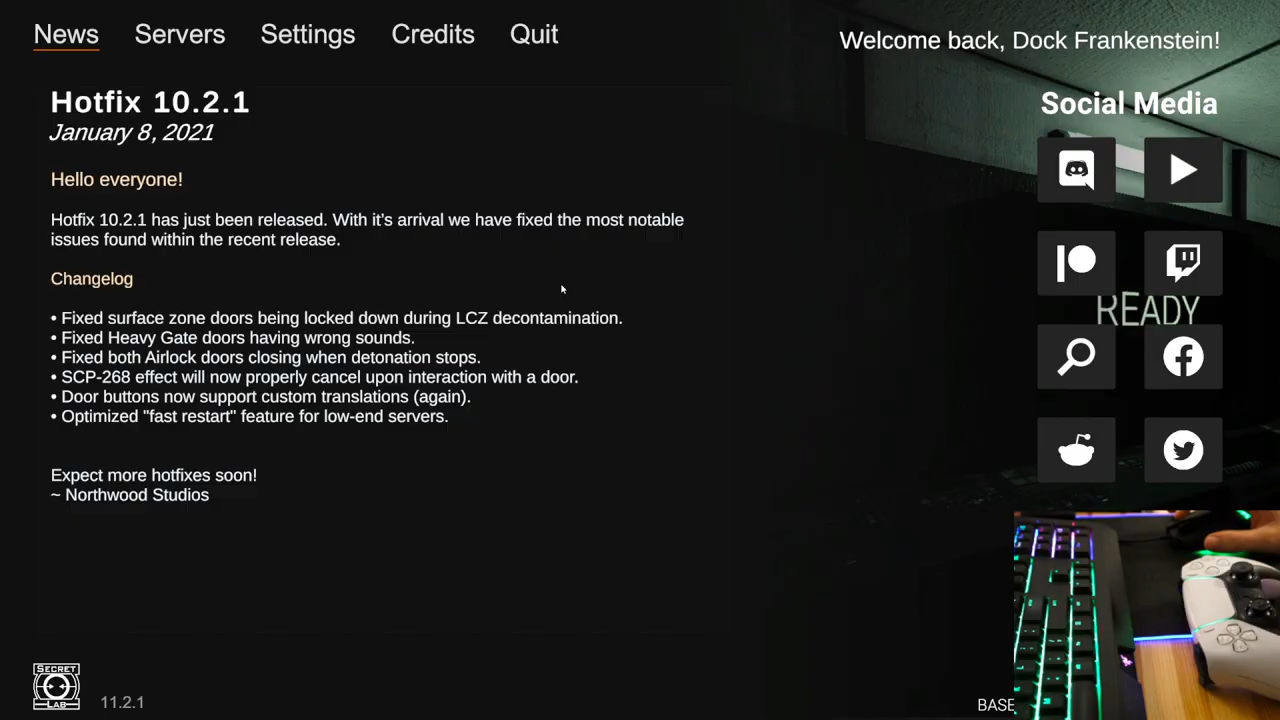 News Servers Settings Credits Quit
Welcome back, Dock Frankenstein!
Hotfix 10.2.1
January 8, 2021
Hello everyone!
Hotfix 10.2.1 has just been released. With it's arrival we have fixed the most notable
issues found within the recent release.
Changelog
• Fixed surface zone doors being locked down during LCZ decontamination.
• Fixed Heavy Gate doors having wrong sounds.
• Fixed both Airlock doors closing when detonation stops.
• SCP-268 effect will now properly cancel upon interaction with a door.
• Door buttons now support custom translations (again).
• Optimized "fast restart" feature for low-end servers.
Expect more hotfixes soon!
~ Northwood Studios
Social Media
READY
SECRET
LAB
11.2.1
BASE